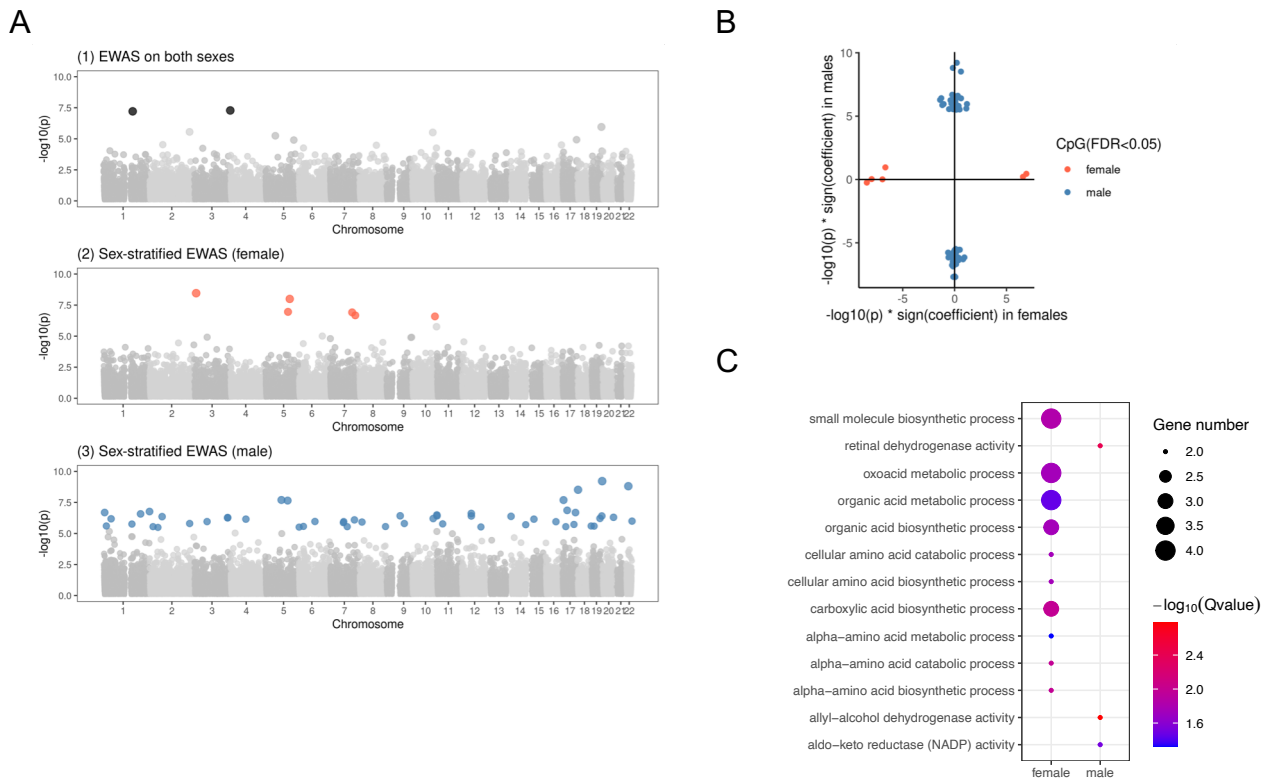 A
(1) EWAS on both sexes
10.0
7.5
5.0
2.5
0.0
-log10(p)
1 2 3 4 5 6 7 8 9 10 11 12 13 14 15 16 17 18 19 20 21 22
Chromosome
(2) Sex-stratified EWAS (female)
10.0
7.5
5.0
2.5
0.0
-log10(p)
1 2 3 4 5 6 7 8 9 10 11 12 13 14 15 16 17 18 19 20 21 22
Chromosome
(3) Sex-stratified EWAS (male)
10.0
7.5
5.0
2.5
0.0
-log10(p)
1 2 3 4 5 6 7 8 9 10 11 12 13 14 15 16 17 18 19 20 21 22
Chromosome
B
10
5
0
-5
-log10(p) * sign(coefficient) in males
-5 0 5
-log10(p) * sign(coefficient) in females
CpG(FDR<0.05)
female
male
C
small molecule biosynthetic process
retinal dehydrogenase activity
oxoacid metabolic process
organic acid metabolic process
organic acid biosynthetic process
cellular amino acid catabolic process
cellular amino acid biosynthetic process
carboxylic acid biosynthetic process
alpha−amino acid metabolic process
alpha−amino acid catabolic process
alpha−amino acid biosynthetic process
allyl−alcohol dehydrogenase activity
aldo−keto reductase (NADP) activity
female male
Gene number
2.0
2.5
3.0
3.5
4.0
−log10(Qvalue)
2.4
2.0
1.6